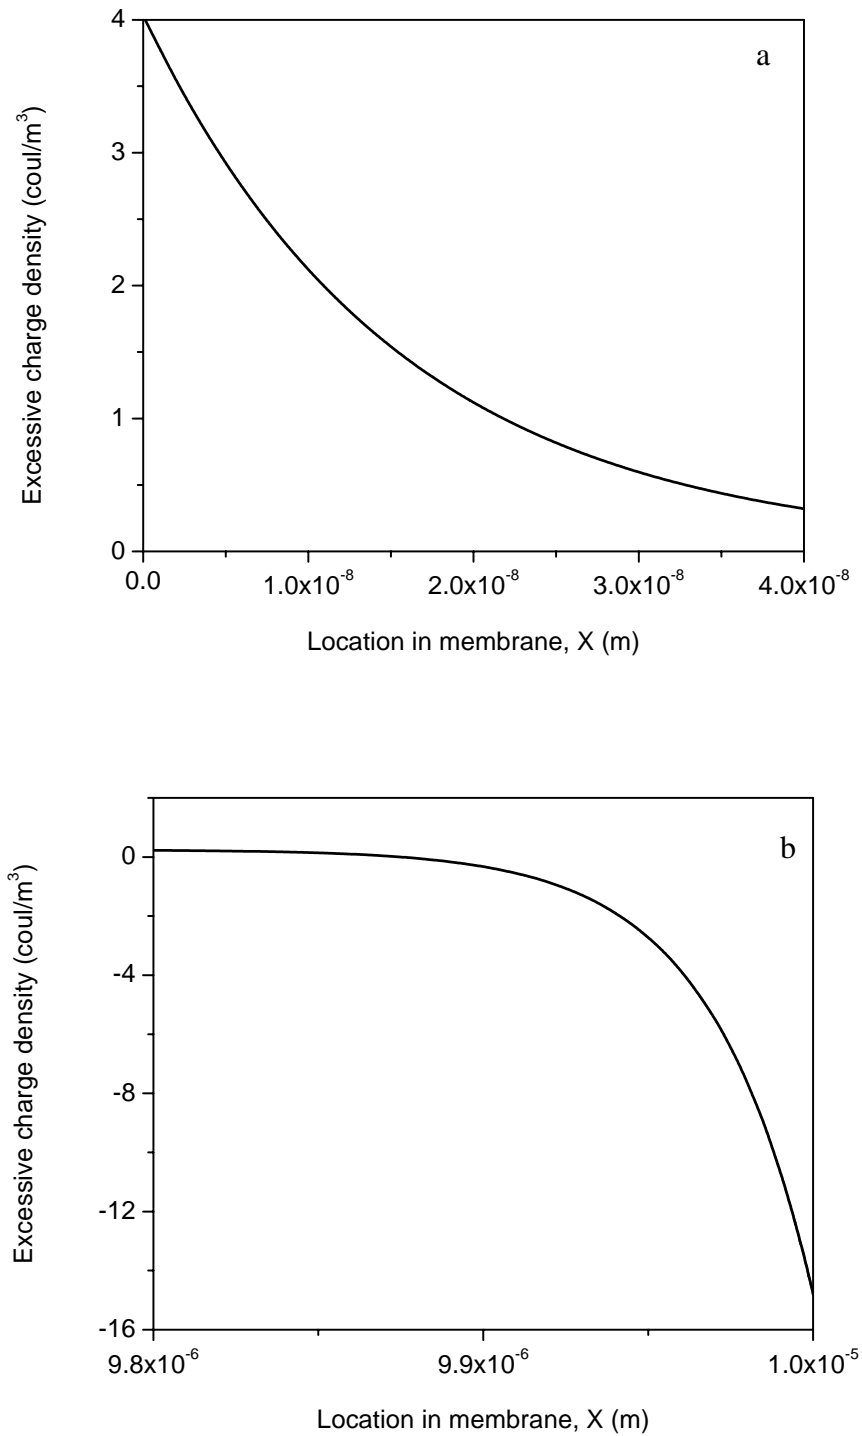 4
a
3
2
1
0
0.0 1.0x10⁻⁸ 2.0x10⁻⁸ 3.0x10⁻⁸ 4.0x10⁻⁸
Excessive charge density (coul/m³)
Location in membrane, X (m)
b
0
-4
-8
-12
-16
9.8x10⁻⁶ 9.9x10⁻⁶ 1.0x10⁻⁵
Excessive charge density (coul/m³)
Location in membrane, X (m)